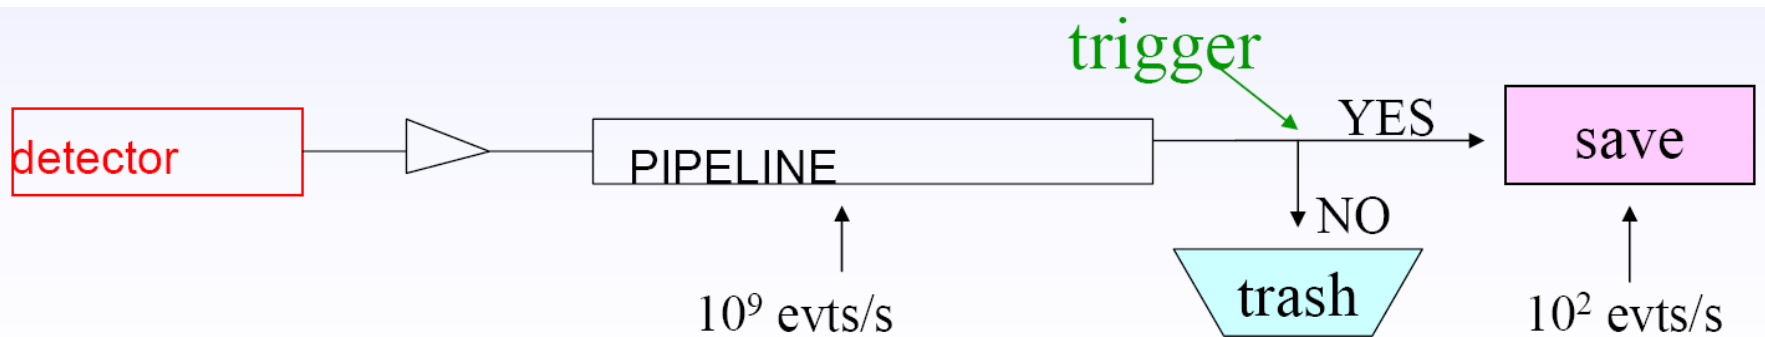 trigger
detector
PIPELINE
YES
save
NO
trash
10⁹ evts/s
10² evts/s